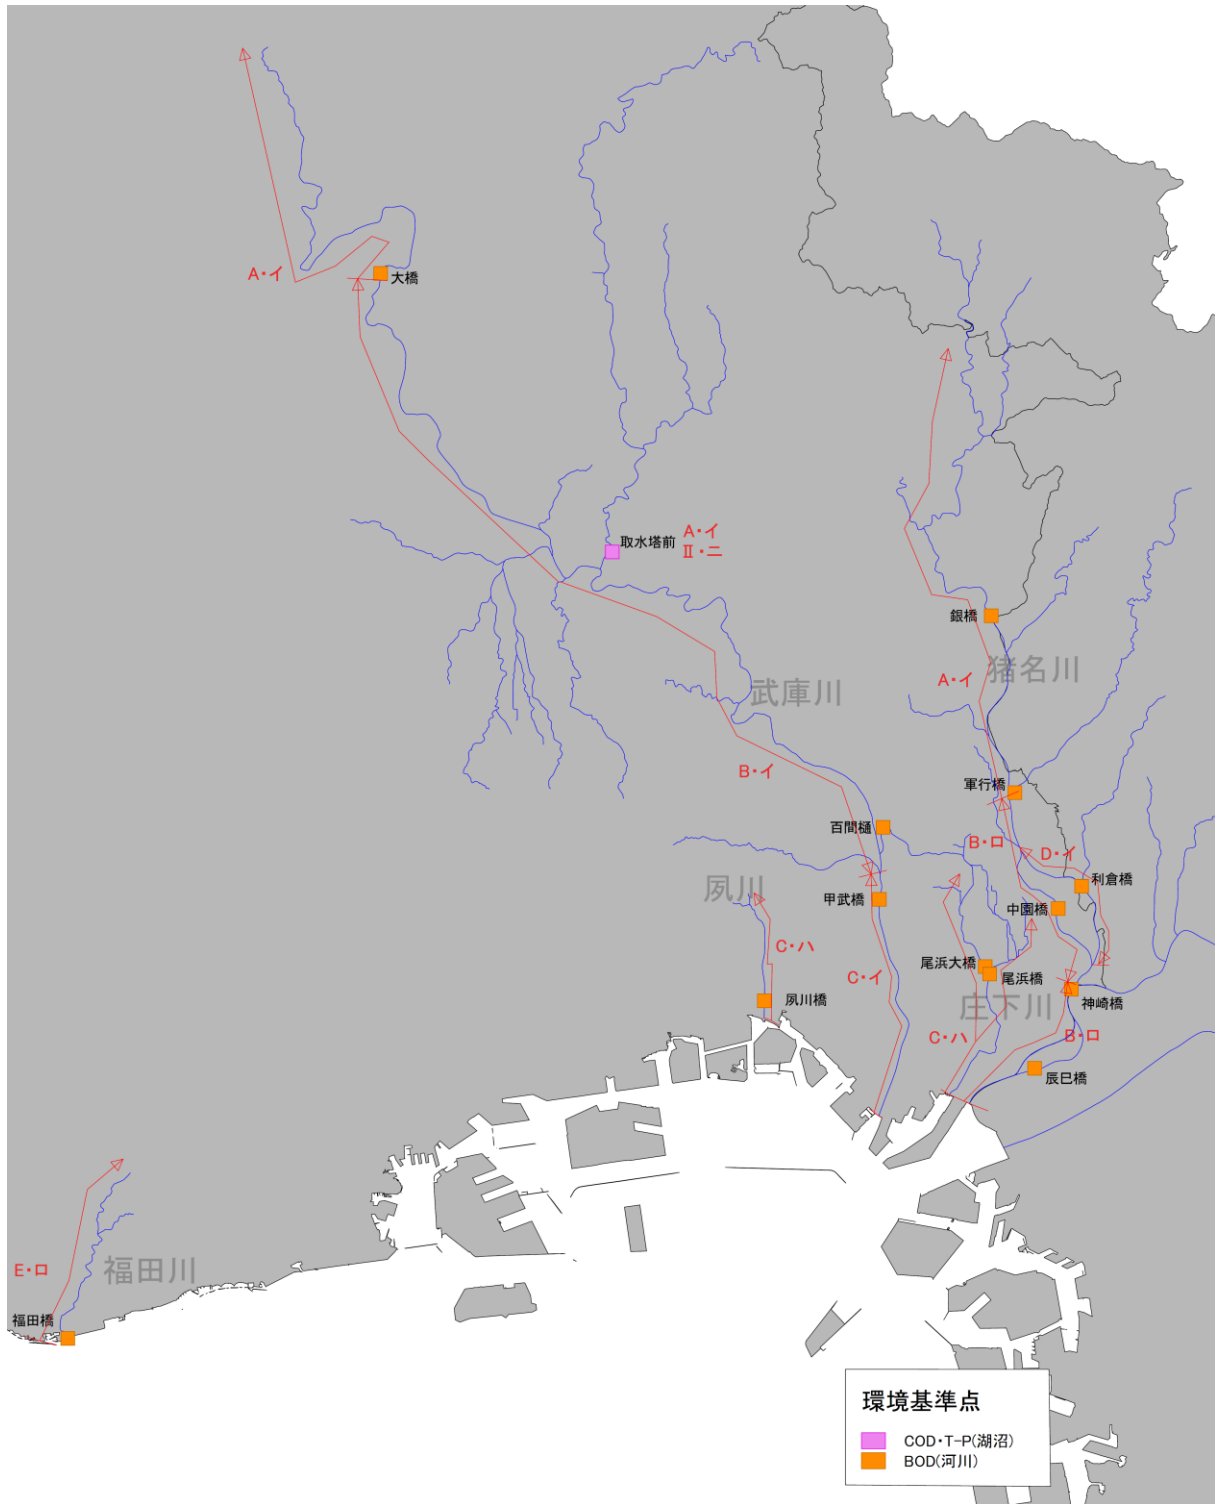 A・イ
大橋
取水塔前
A・イ
Ⅱ・ニ
銀橋
猪名川
A・イ
武庫川
B・イ
軍行橋
百間樋
B・ロ
D・イ
利倉橋
夙川
甲武橋
中園橋
C・ハ
C・イ
尾浜大橋
尾浜橋
夙川橋
庄下川
神崎橋
C・ハ
B・ロ
辰巳橋
E・ロ
福田川
福田橋
環境基準点
COD・T-P(湖沼)
BOD(河川)